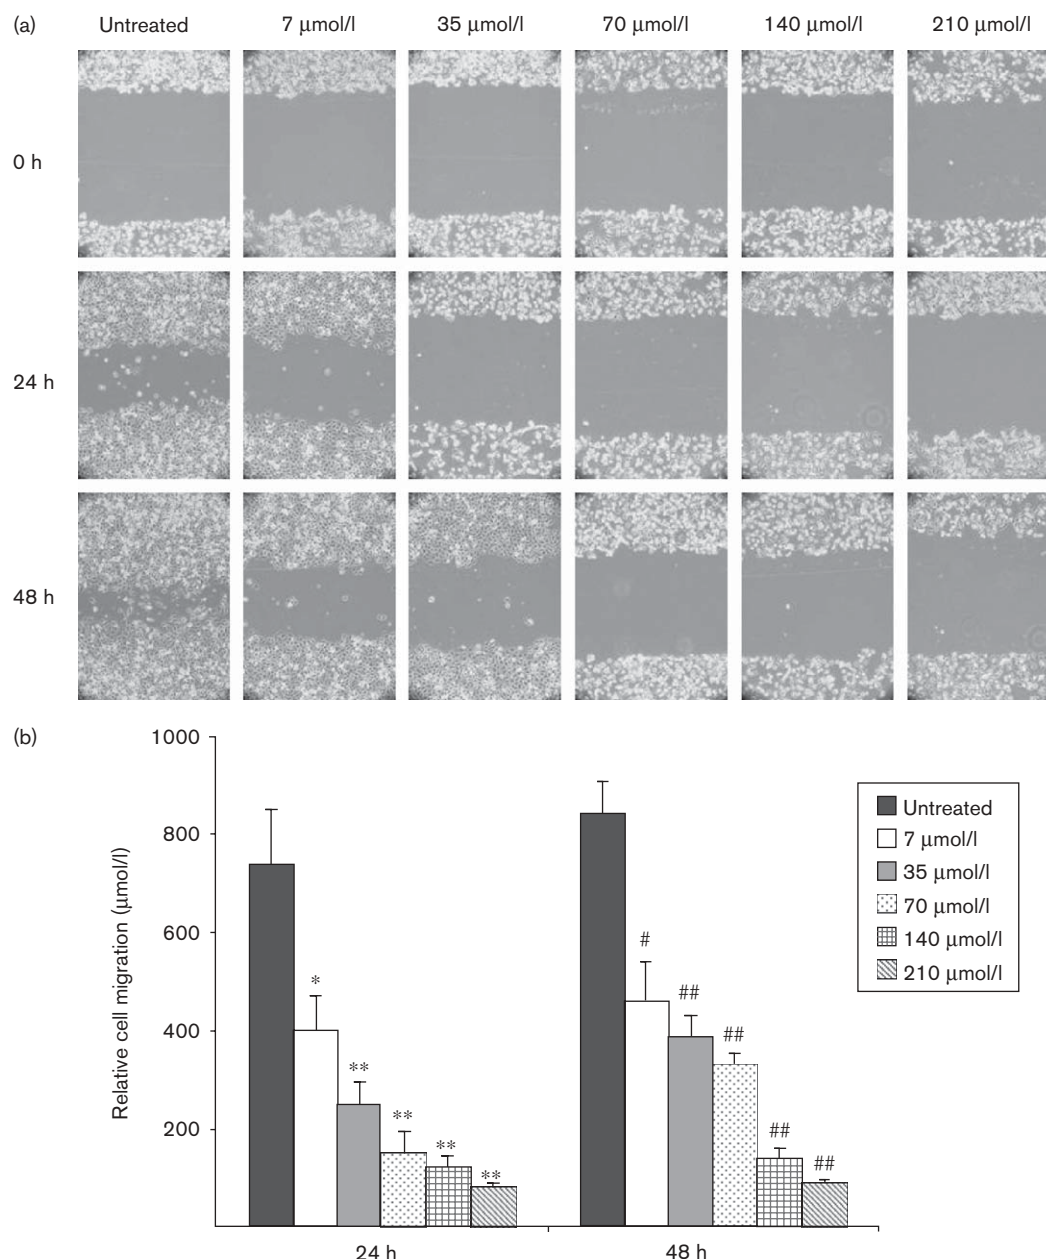 (a)
Untreated 7 μmol/l 35 μmol/l 70 μmol/l 140 μmol/l 210 μmol/l
0 h
24 h
48 h
(b)
1000
800
600
400
200
Relative cell migration (μmol/l)
*
**
**
**
**
#
##
##
##
##
24 h 48 h
Untreated
7 μmol/l
35 μmol/l
70 μmol/l
140 μmol/l
210 μmol/l